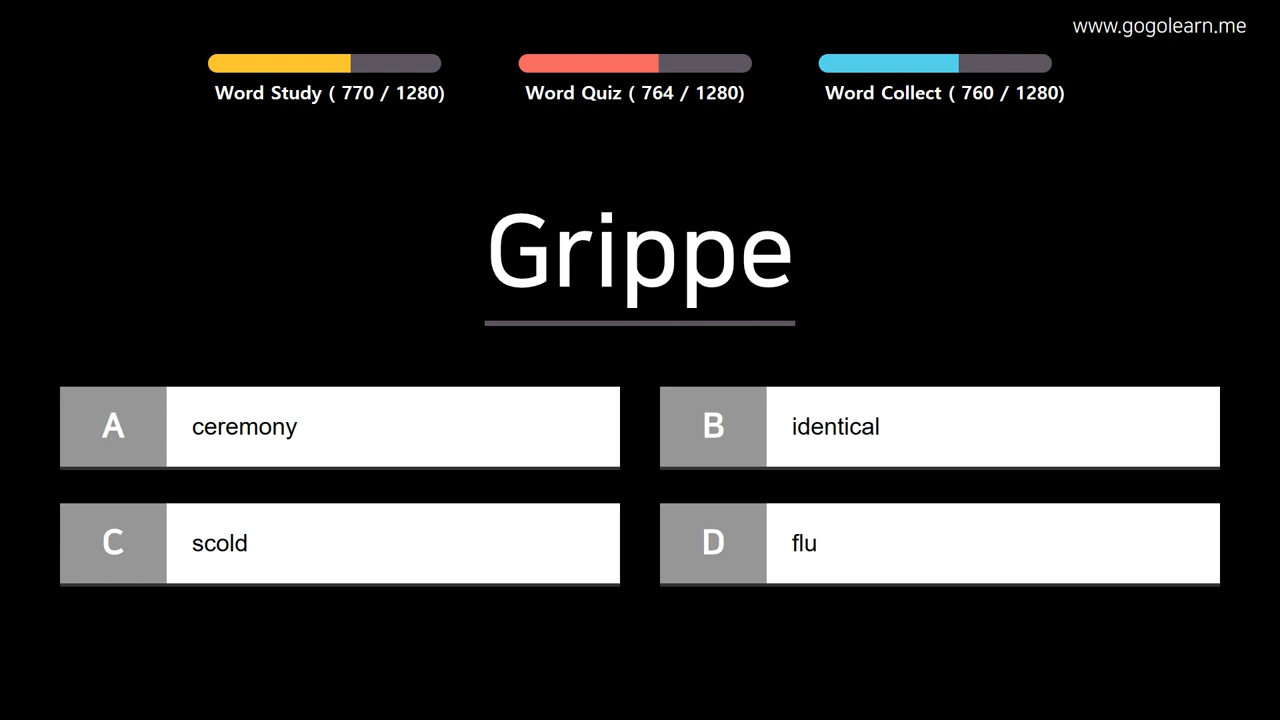 www.gogolearn.me
Word Study ( 770 / 1280)
Word Quiz ( 764 / 1280)
Word Collect ( 760 / 1280)
Grippe
A ceremony
B identical
C scold
D flu